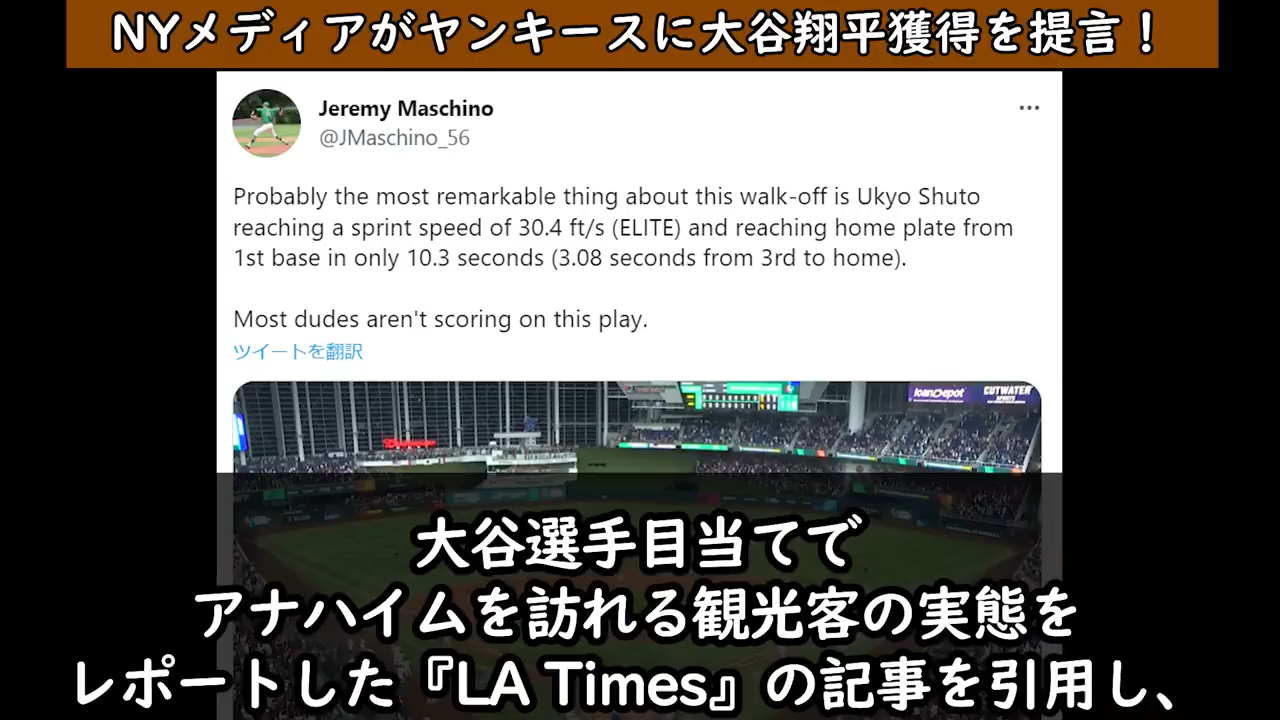 NYメディアがヤンキースに大谷翔平獲得を提言！
Jeremy Maschino
@JMaschino_56
Probably the most remarkable thing about this walk-off is Ukyo Shuto
reaching a sprint speed of 30.4 ft/s (ELITE) and reaching home plate from
1st base in only 10.3 seconds (3.08 seconds from 3rd to home).
Most dudes aren't scoring on this play.
ツイートを翻訳
loanDepot
CUTWATER
SPIRITS
大谷選手目当てで
アナハイムを訪れる観光客の実態を
レポートした『LA Times』の記事を引用し、